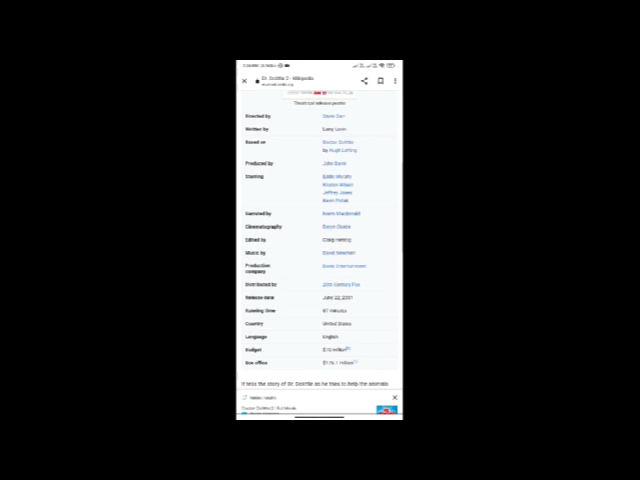 Dr. Dolittle 2 - Wikipedia
Theatrical release poster
Directed by Steve Carr
Written by Larry Levin
Based on Doctor Dolittle
by Hugh Lofting
Produced by John Davis
Starring Eddie Murphy
Kristen Wilson
Jeffrey Jones
Kevin Pollak
Narrated by Norm Macdonald
Cinematography Daryn Okada
Edited by Craig Herring
Music by David Newman
Production Davis Entertainment
company
Distributed by 20th Century Fox
Release date June 22, 2001
Running time 87 minutes
Country United States
Language English
Budget
Box office
It tells the story of Dr. Dolittle as he tries to help the animals